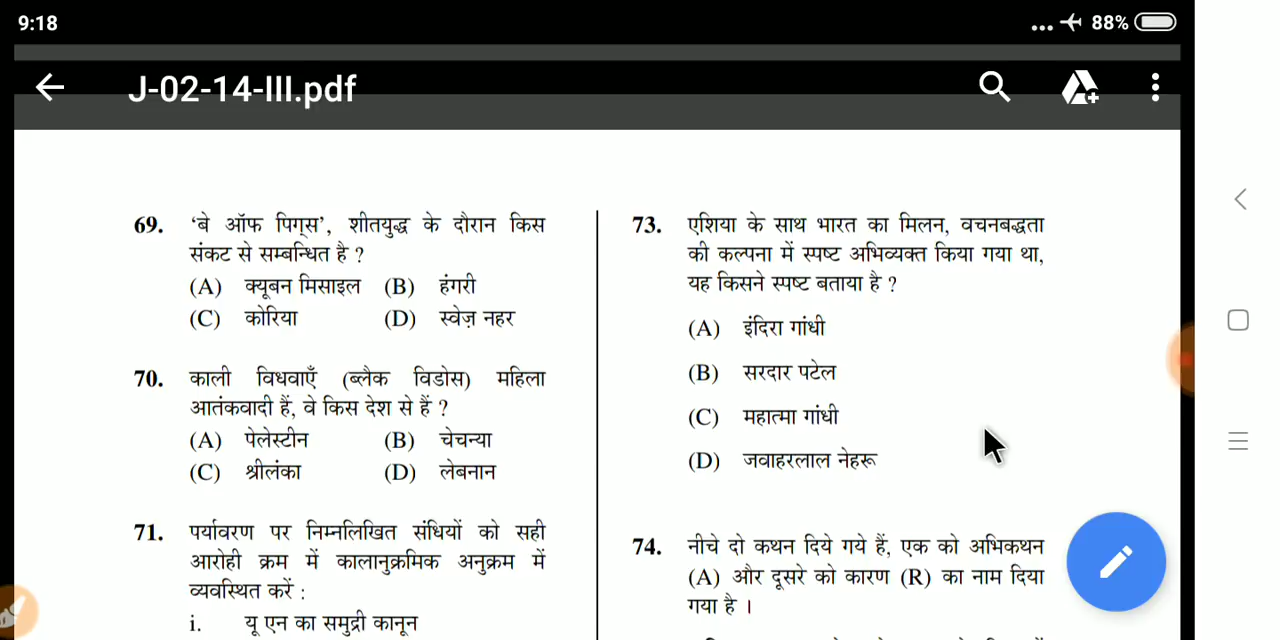 9:18
... 88%
J-02-14-III.pdf
69. 'बे ऑफ पिग्स', शीतयुद्ध के दौरान किस
संकट से सम्बन्धित है ?
(A) क्यूबन मिसाइल (B) हंगरी
(C) कोरिया (D) स्वेज़ नहर
70. काली विधवाएँ (ब्लैक विडोस) महिला
आतंकवादी हैं, वे किस देश से हैं ?
(A) पेलेस्टीन (B) चेचन्या
(C) श्रीलंका (D) लेबनान
71. पर्यावरण पर निम्नलिखित संधियों को सही
आरोही क्रम में कालानुक्रमिक अनुक्रम में
व्यवस्थित करें :
i. यू एन का समुद्री कानून
73. एशिया के साथ भारत का मिलन, वचनबद्धता
की कल्पना में स्पष्ट अभिव्यक्त किया गया था,
यह किसने स्पष्ट बताया है ?
(A) इंदिरा गांधी
(B) सरदार पटेल
(C) महात्मा गांधी
(D) जवाहरलाल नेहरू
74. नीचे दो कथन दिये गये हैं, एक को अभिकथन
(A) और दूसरे को कारण (R) का नाम दिया
गया है ।